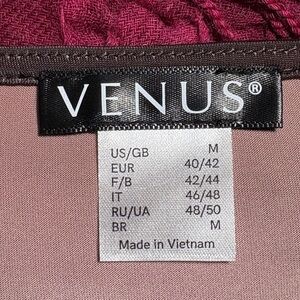 VENUS®
US/GB M
EUR 40/42
F/B 42/44
IT 46/48
RU/UA 48/50
BR M
Made in Vietnam